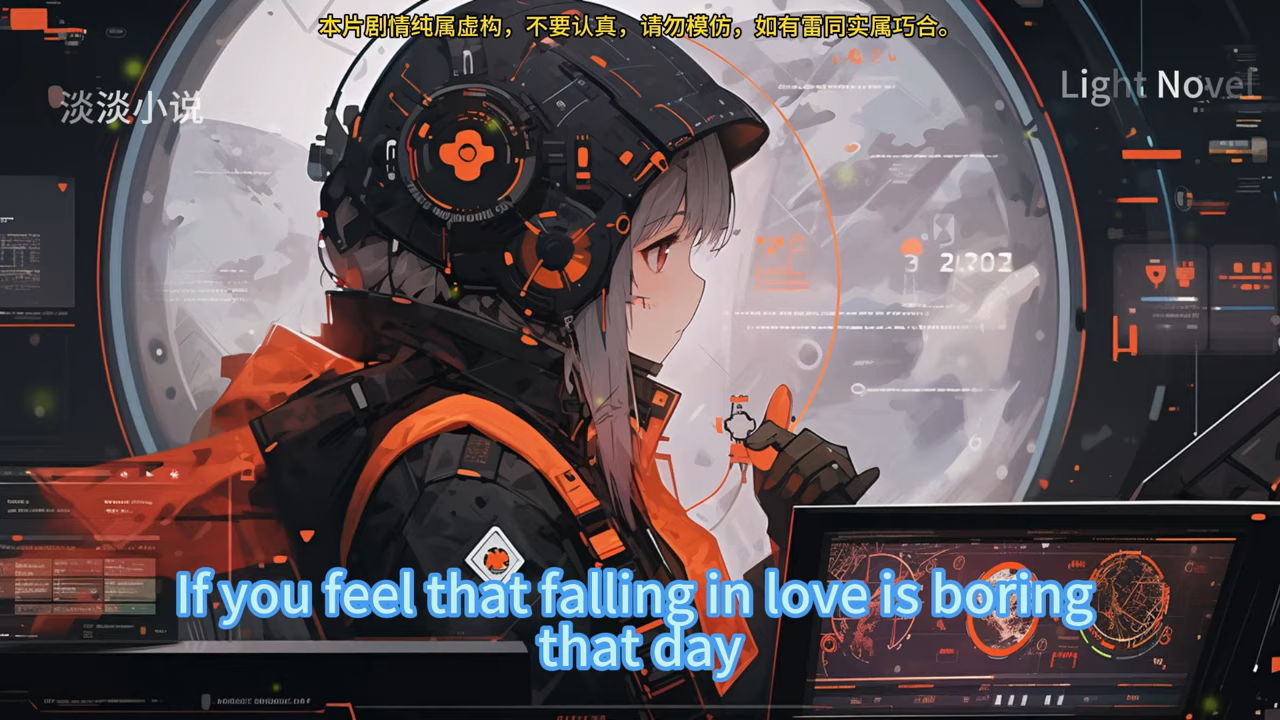 本片剧情纯属虚构，不要认真，请勿模仿，如有雷同实属巧合。
淡淡小说
Light Novel
If you feel that falling in love is boring
that day